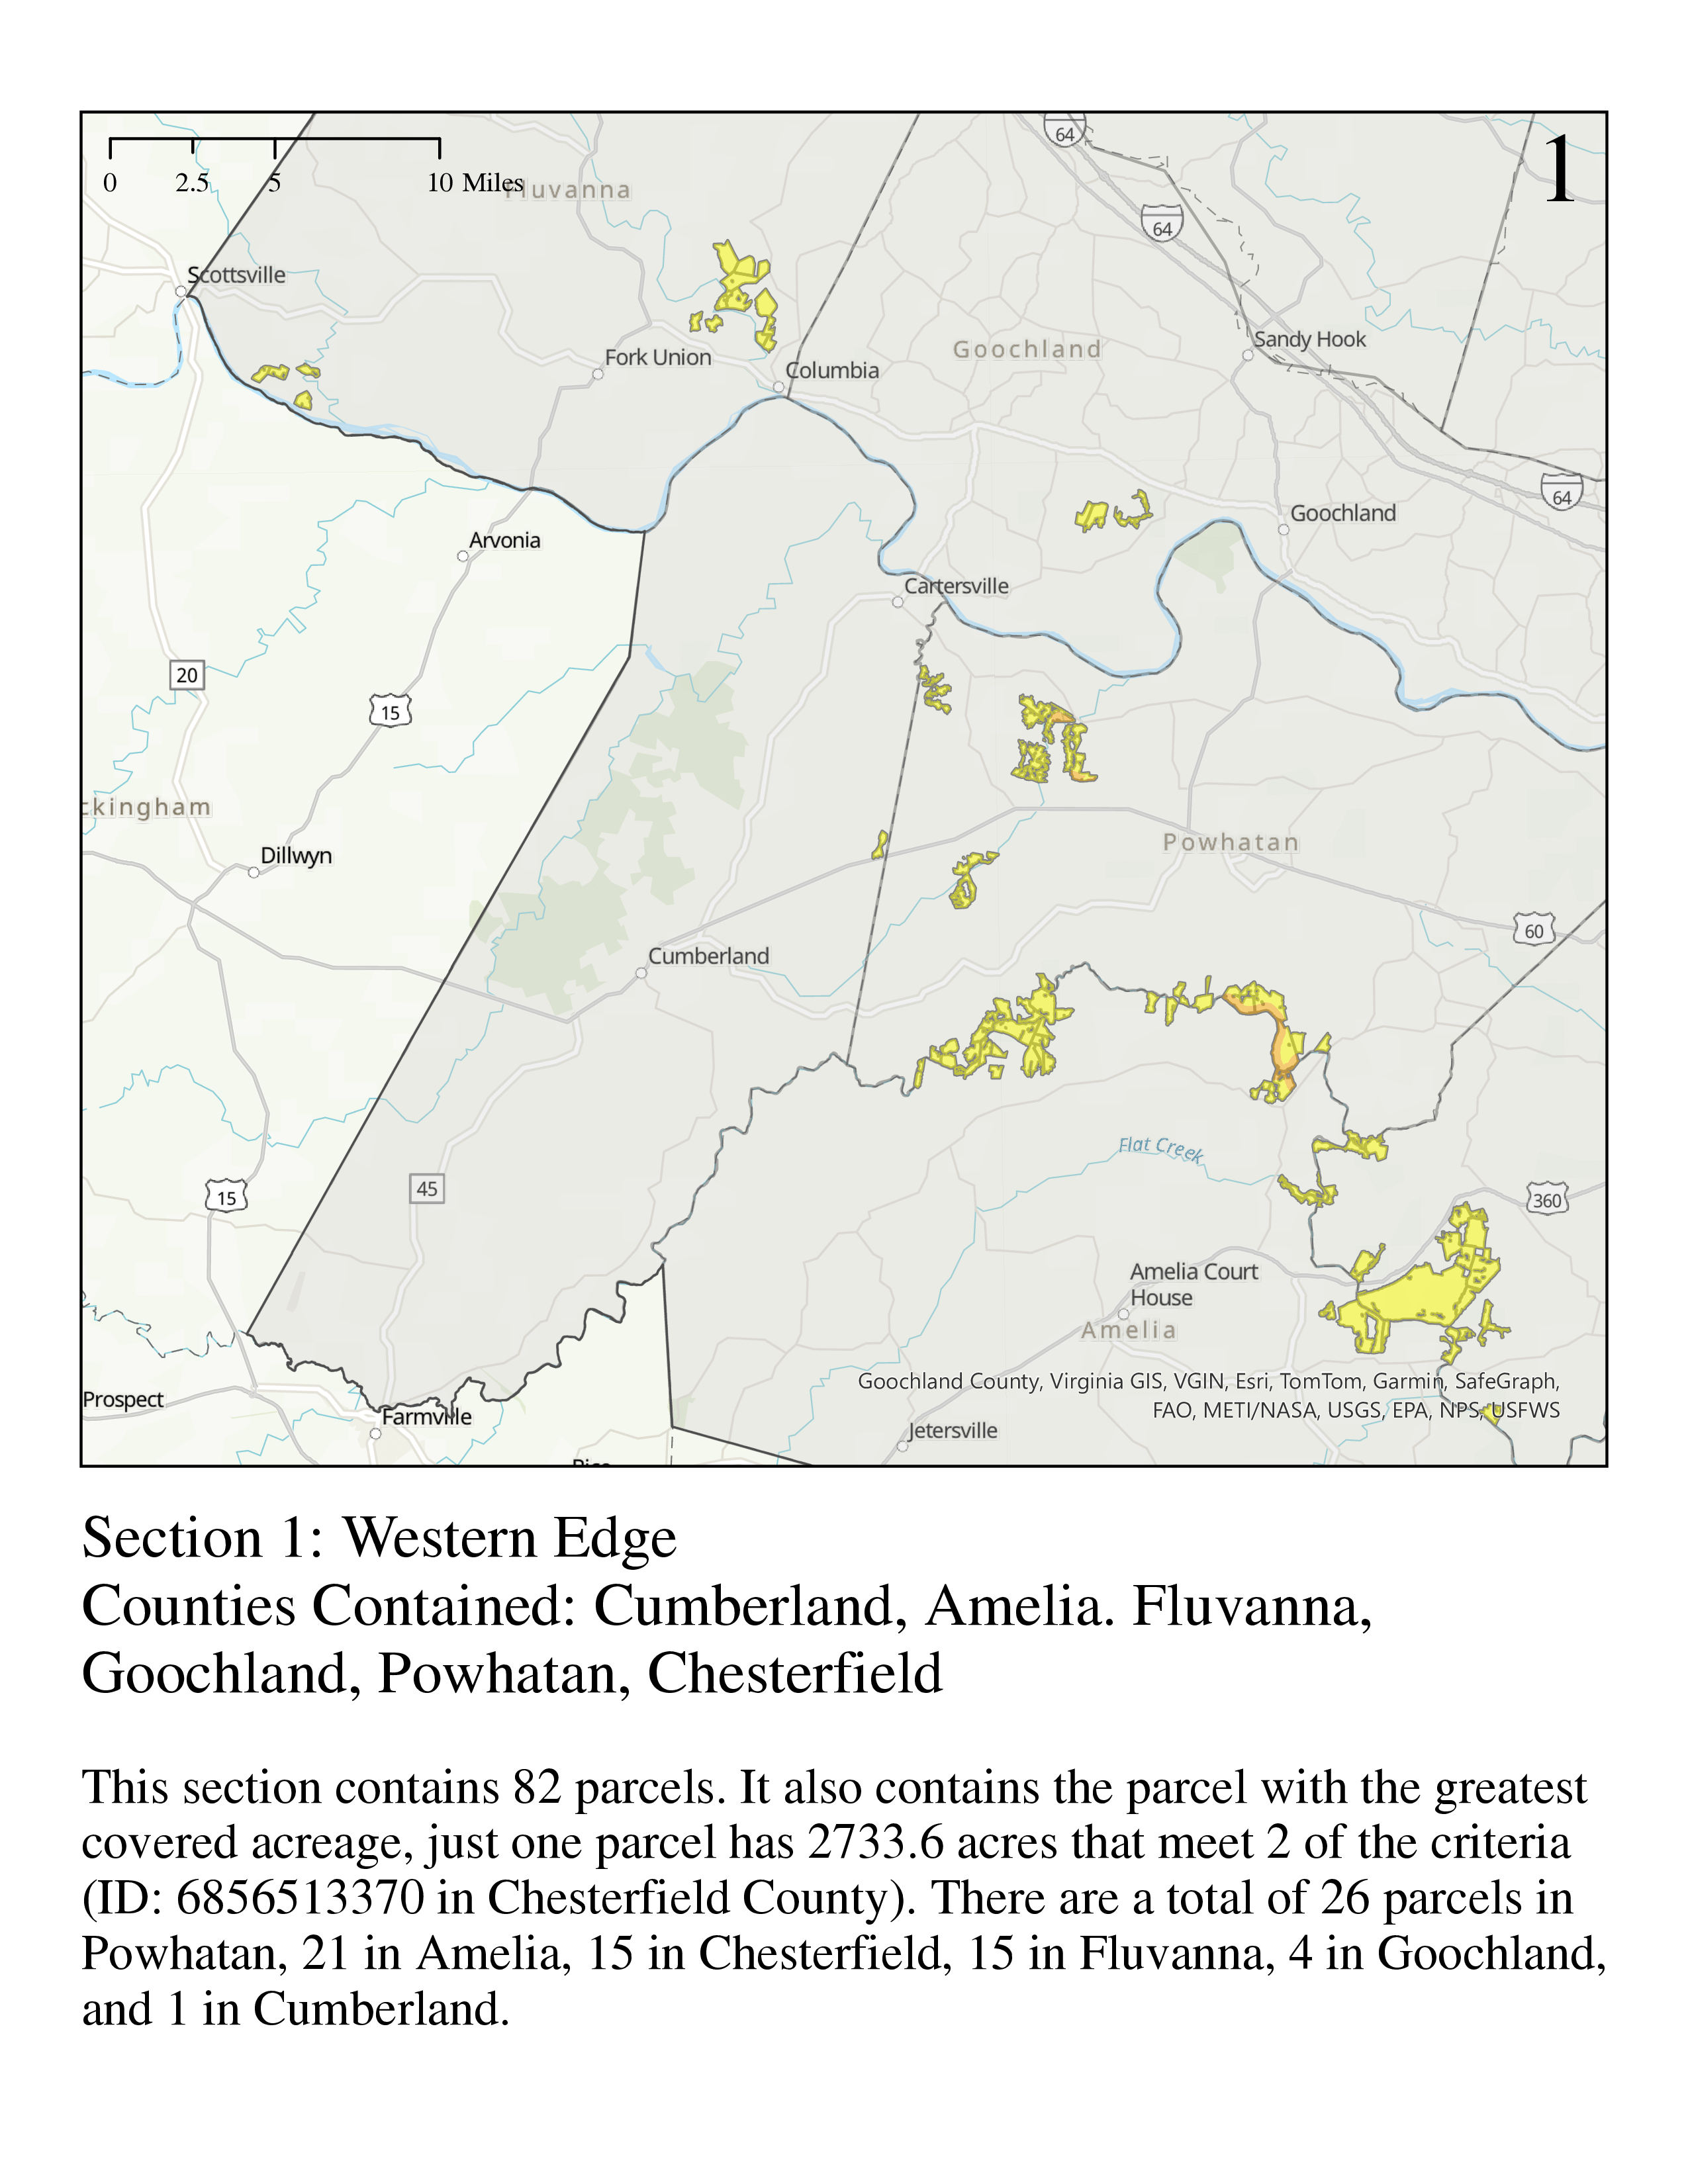 1
0 2.5 5 10 Miles
Fluvanna
64
64
Scottsville
Sandy Hook
Goochland
Fork Union
Columbia
64
Goochland
Arvonia
Cartersville
20
15
ckingham
Powhatan
Dillwyn
60
Cumberland
Flat Creek
45
15
360
Amelia Court
House
Amelia
Goochland County, Virginia GIS, VGIN, Esri, TomTom, Garmin, SafeGraph,
FAO, METI/NASA, USGS, EPA, NPS, USFWS
Prospect
Farmville
Jetersville
Section 1: Western Edge
Counties Contained: Cumberland, Amelia. Fluvanna,
Goochland, Powhatan, Chesterfield
This section contains 82 parcels. It also contains the parcel with the greatest
covered acreage, just one parcel has 2733.6 acres that meet 2 of the criteria
(ID: 6856513370 in Chesterfield County). There are a total of 26 parcels in
Powhatan, 21 in Amelia, 15 in Chesterfield, 15 in Fluvanna, 4 in Goochland,
and 1 in Cumberland.